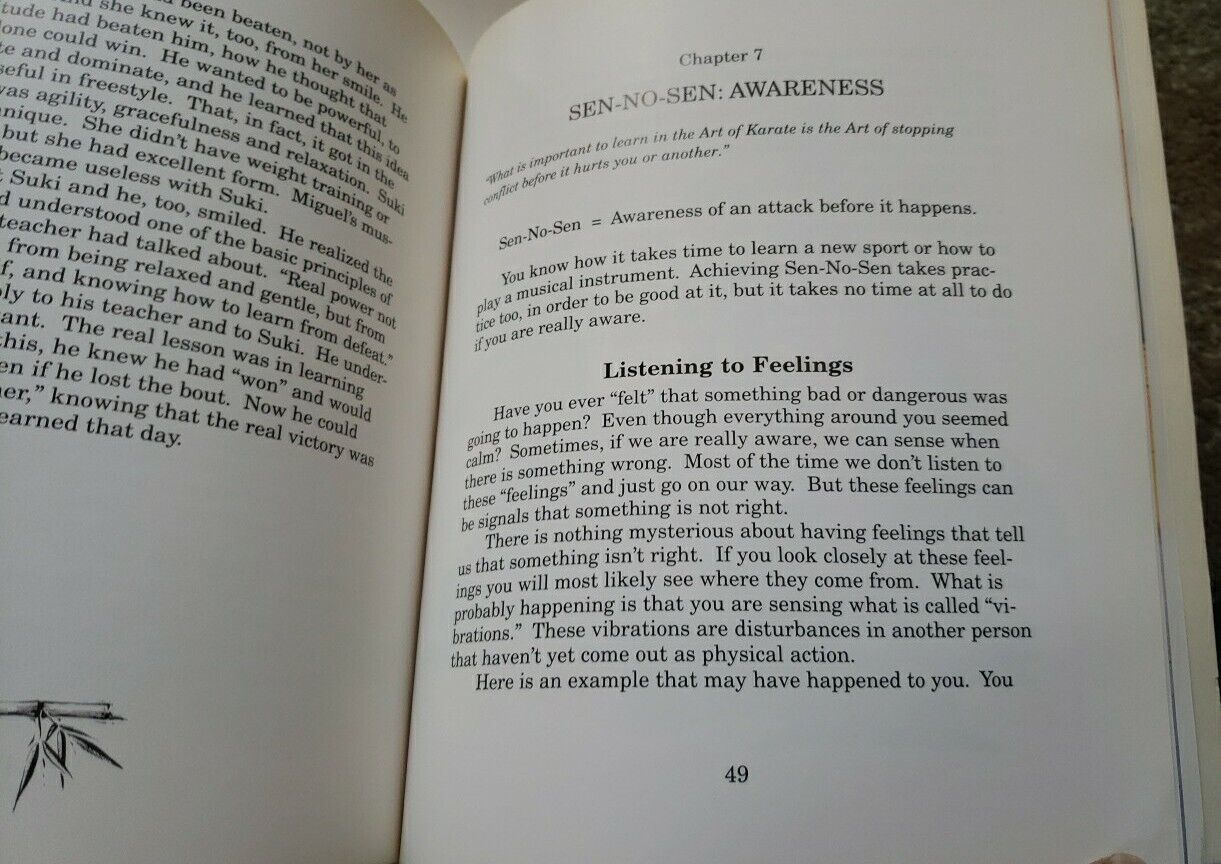 been beaten, not by her as
she knew it, too, from her smile. He
tude had beaten him, how he thought that
one could win. He wanted to be powerful, to
te and dominate, and he learned that this idea
seful in freestyle. That, in fact, it got in the
was agility, gracefulness and relaxation. Suki
nique. She didn't have weight training or
but she had excellent form. Miguel's mus-
became useless with Suki.
t Suki and he, too, smiled. He realized the
d understood one of the basic principles of
teacher had talked about. "Real power not
from being relaxed and gentle, but from
f, and knowing how to learn from defeat."
ply to his teacher and to Suki. He under-
ant. The real lesson was in learning
this, he knew he had "won" and would
en if he lost the bout. Now he could
ner," knowing that the real victory was
earned that day.
Chapter 7
SEN-NO-SEN: AWARENESS
"What is important to learn in the Art of Karate is the Art of stopping
conflict before it hurts you or another."
Sen-No-Sen = Awareness of an attack before it happens.
You know how it takes time to learn a new sport or how to
play a musical instrument. Achieving Sen-No-Sen takes prac-
tice too, in order to be good at it, but it takes no time at all to do
if you are really aware.
Listening to Feelings
Have you ever "felt" that something bad or dangerous was
going to happen? Even though everything around you seemed
calm? Sometimes, if we are really aware, we can sense when
there is something wrong. Most of the time we don't listen to
these "feelings" and just go on our way. But these feelings can
be signals that something is not right.
There is nothing mysterious about having feelings that tell
us that something isn't right. If you look closely at these feel-
ings you will most likely see where they come from. What is
probably happening is that you are sensing what is called "vi-
brations." These vibrations are disturbances in another person
that haven't yet come out as physical action.
Here is an example that may have happened to you. You
49